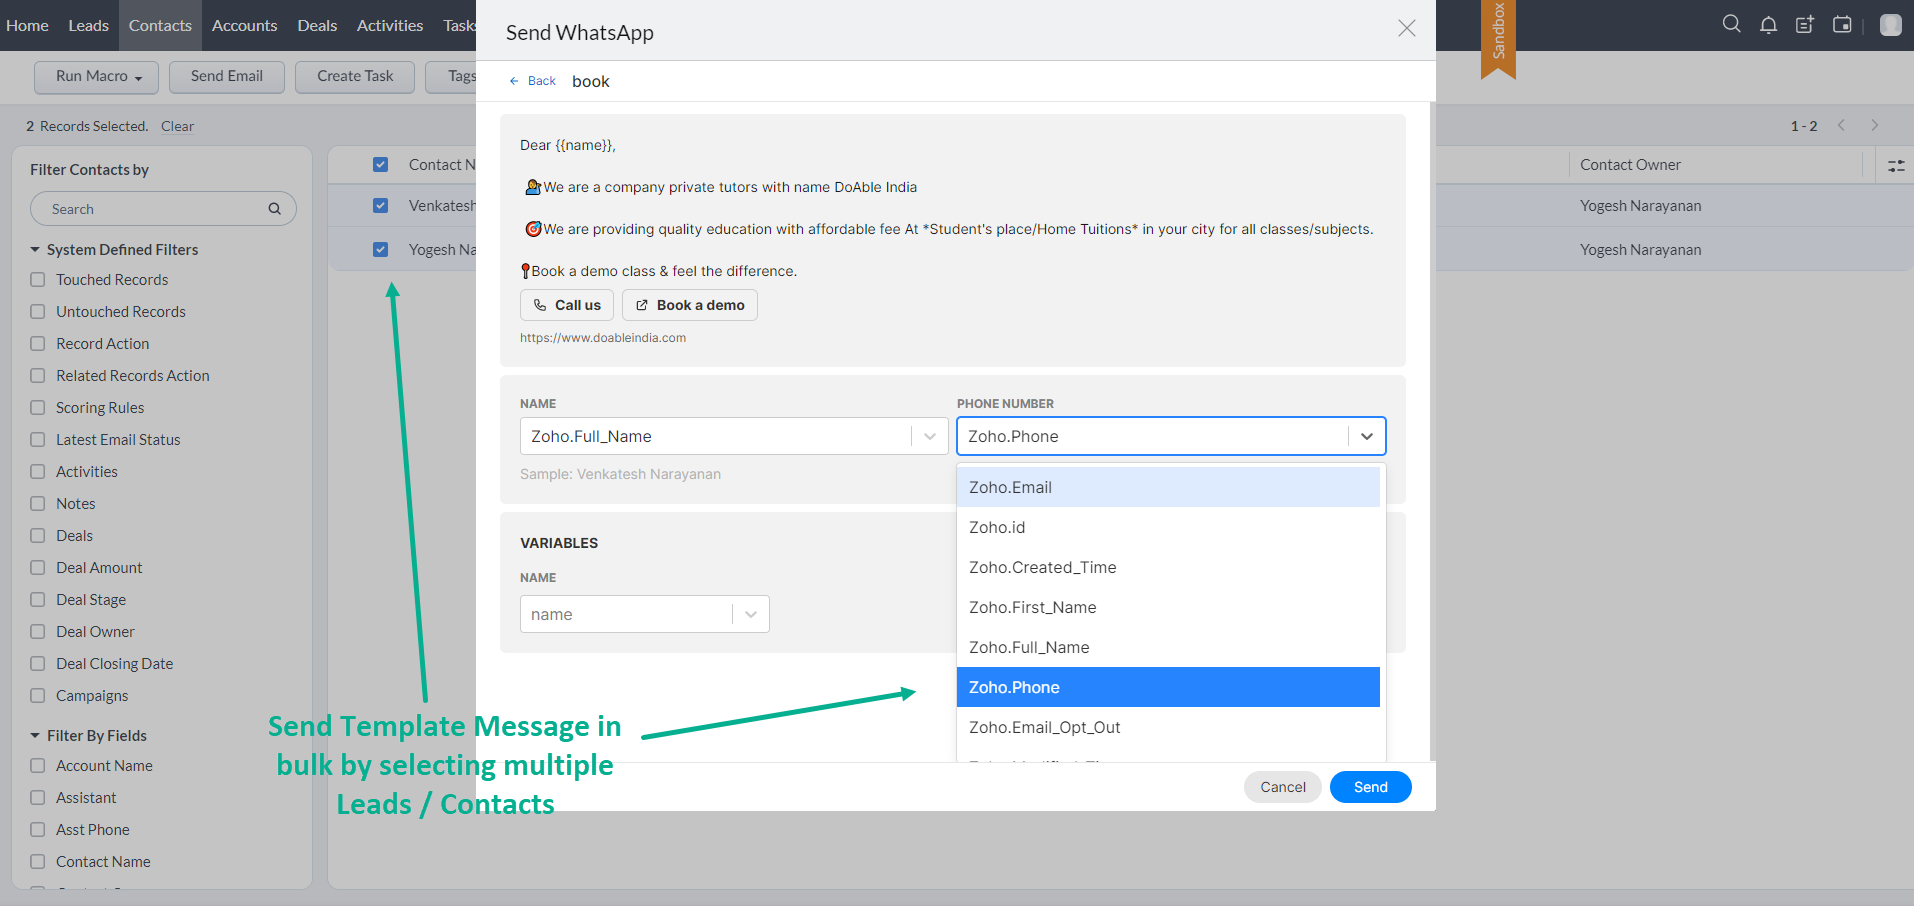 Home Leads Contacts Accounts Deals Activities
Send WhatsApp
Sandbox
Run Macro Send Email Create Task Tags
← Back book
2 Records Selected. Clear
1 - 2
Filter Contacts by
Search
System Defined Filters
Touched Records
Untouched Records
Record Action
Related Records Action
Scoring Rules
Latest Email Status
Activities
Notes
Deals
Deal Amount
Deal Stage
Deal Owner
Deal Closing Date
Campaigns
Filter By Fields
Account Name
Assistant
Asst Phone
Contact Name
Contact N
Venkatesh
Yogesh Na
Contact Owner
Yogesh Narayanan
Yogesh Narayanan
Dear {{name}},
We are a company private tutors with name DoAble India
We are providing quality education with affordable fee At *Student's place/Home Tuitions* in your city for all classes/subjects.
Book a demo class & feel the difference.
Call us Book a demo
https://www.doableindia.com
NAME PHONE NUMBER
Zoho.Full_Name Zoho.Phone
Sample: Venkatesh Narayanan
VARIABLES
NAME
name
Zoho.Email
Zoho.id
Zoho.Created_Time
Zoho.First_Name
Zoho.Full_Name
Zoho.Phone
Zoho.Email_Opt_Out
Cancel Send
Send Template Message in
bulk by selecting multiple
Leads / Contacts